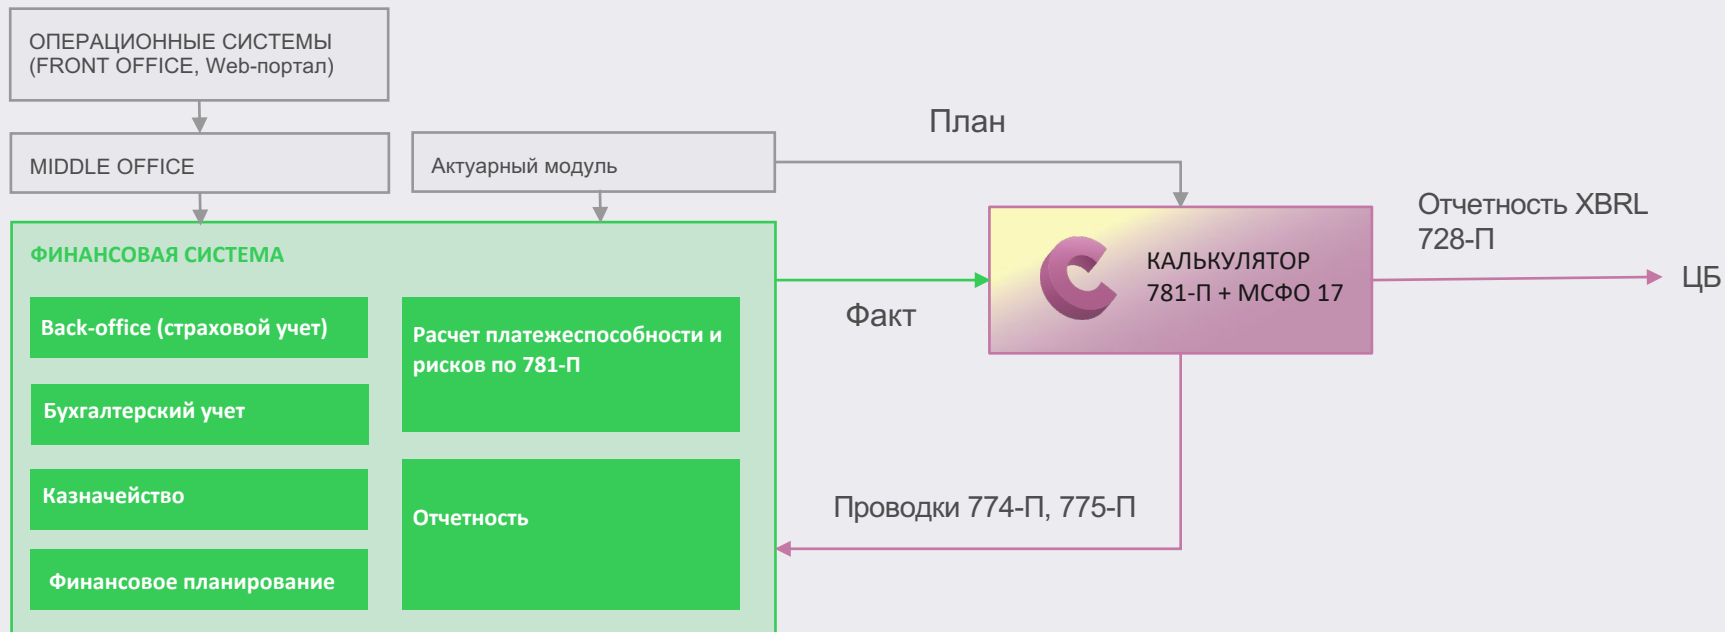 ОПЕРАЦИОННЫЕ СИСТЕМЫ
(FRONT OFFICE, Web-портал)
MIDDLE OFFICE
Актуарный модуль
План
ФИНАНСОВАЯ СИСТЕМА
Back-office (страховой учет)
Бухгалтерский учет
Казначейство
Финансовое планирование
Расчет платежеспособности и
рисков по 781-П
Отчетность
Факт
КАЛЬКУЛЯТОР
781-П + МСФО 17
Отчетность XBRL
728-П
ЦБ
Проводки 774-П, 775-П